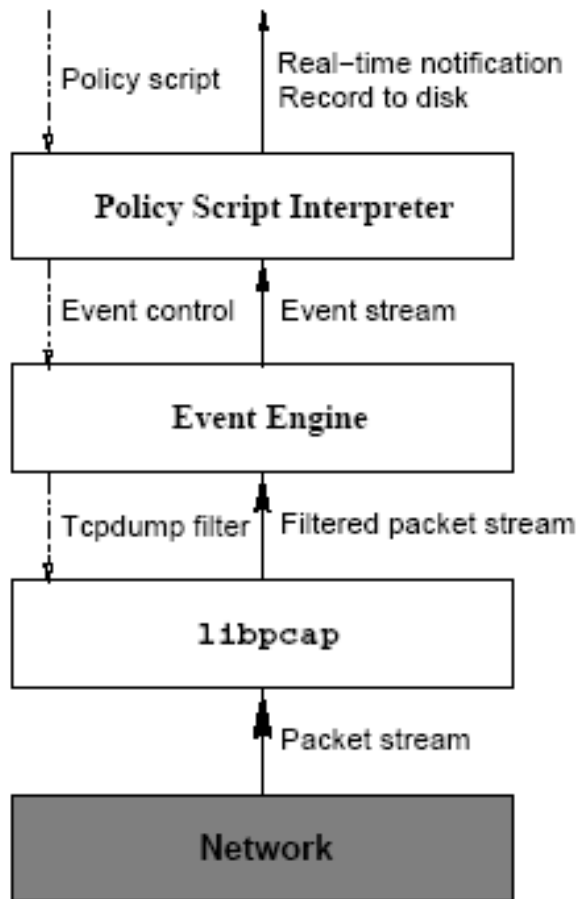 Policy script
Real-time notification
Record to disk
Policy Script Interpreter
Event control
Event stream
Event Engine
Tcpdump filter
Filtered packet stream
libpcap
Packet stream
Network